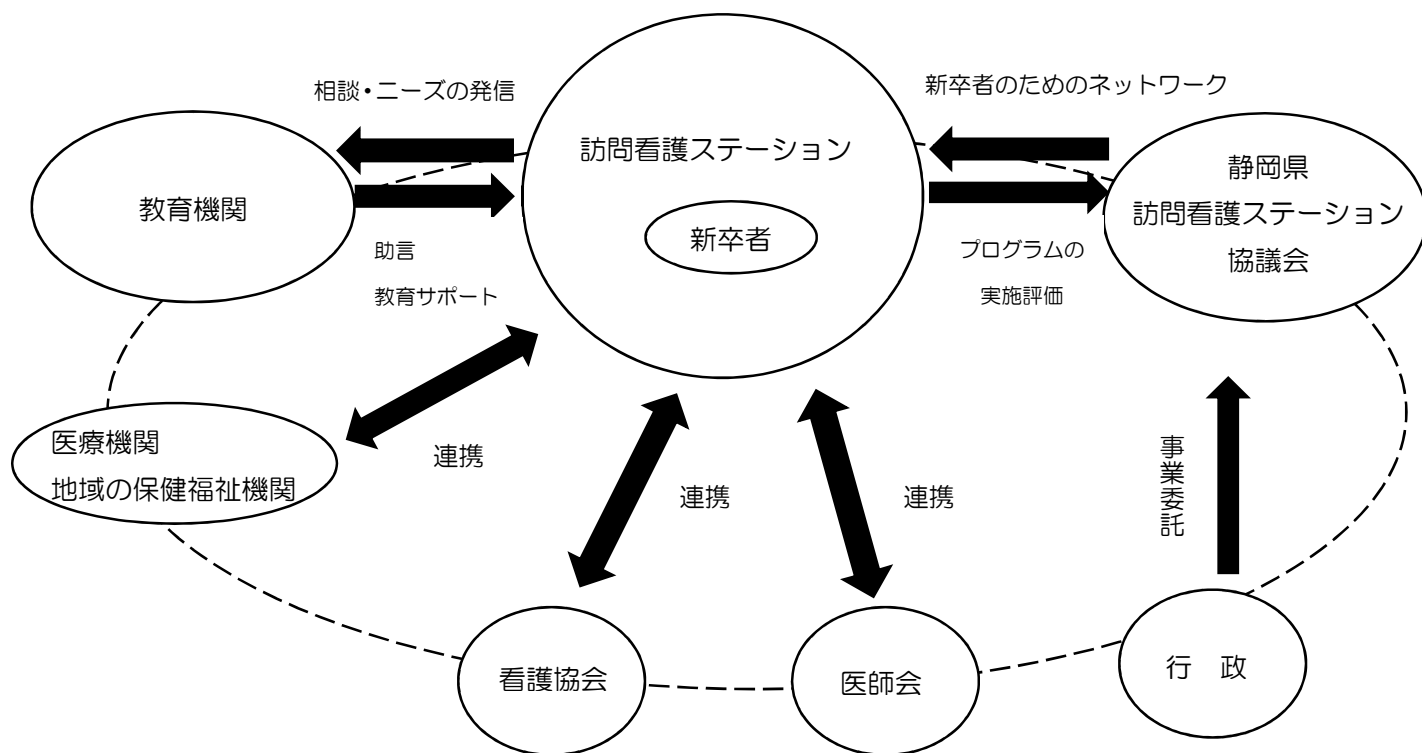 相談・ニーズの発信
新卒者のためのネットワーク
訪問看護ステーション
新卒者
教育機関
静岡県
訪問看護ステーション
協議会
助言
教育サポート
プログラムの
実施評価
医療機関
地域の保健福祉機関
連携
連携
連携
事業委託
看護協会
医師会
行　政